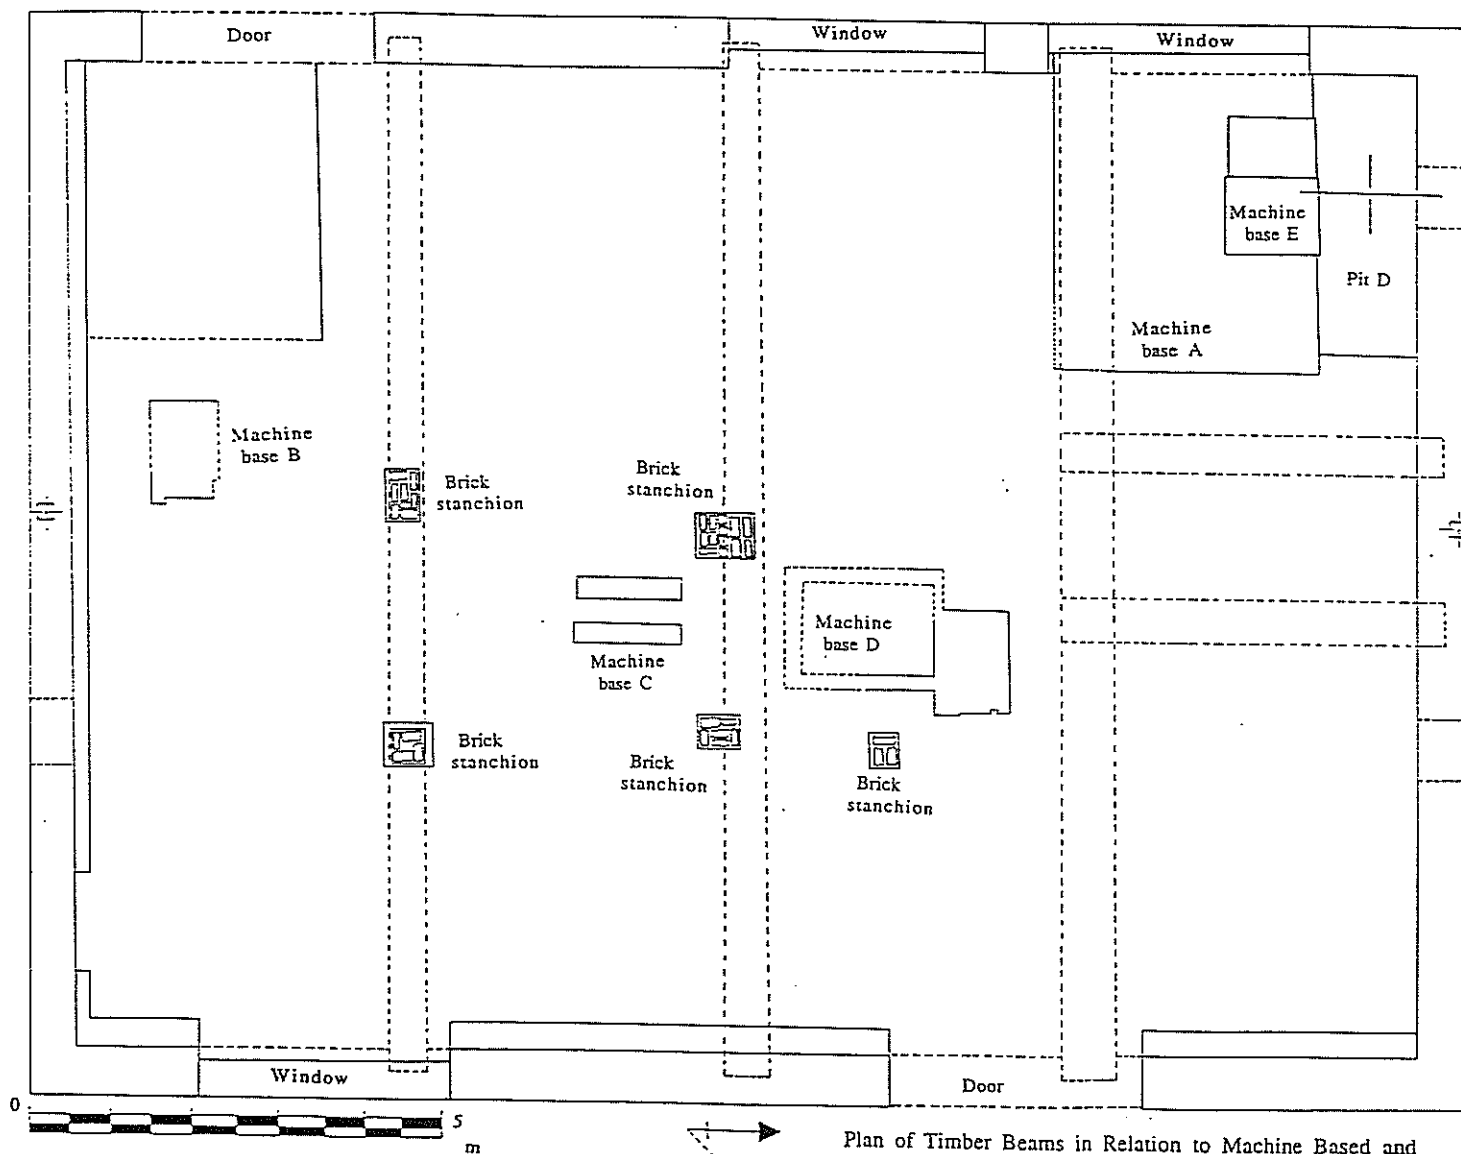 Door
Window
Window
Machine
base E
Pit D
Machine
base A
Machine
base B
Brick
stanchion
Brick
stanchion
Machine
base D
Machine
base C
Brick
stanchion
Brick
stanchion
Brick
stanchion
Window
Door
0
5
m
Plan of Timber Beams in Relation to Machine Based and